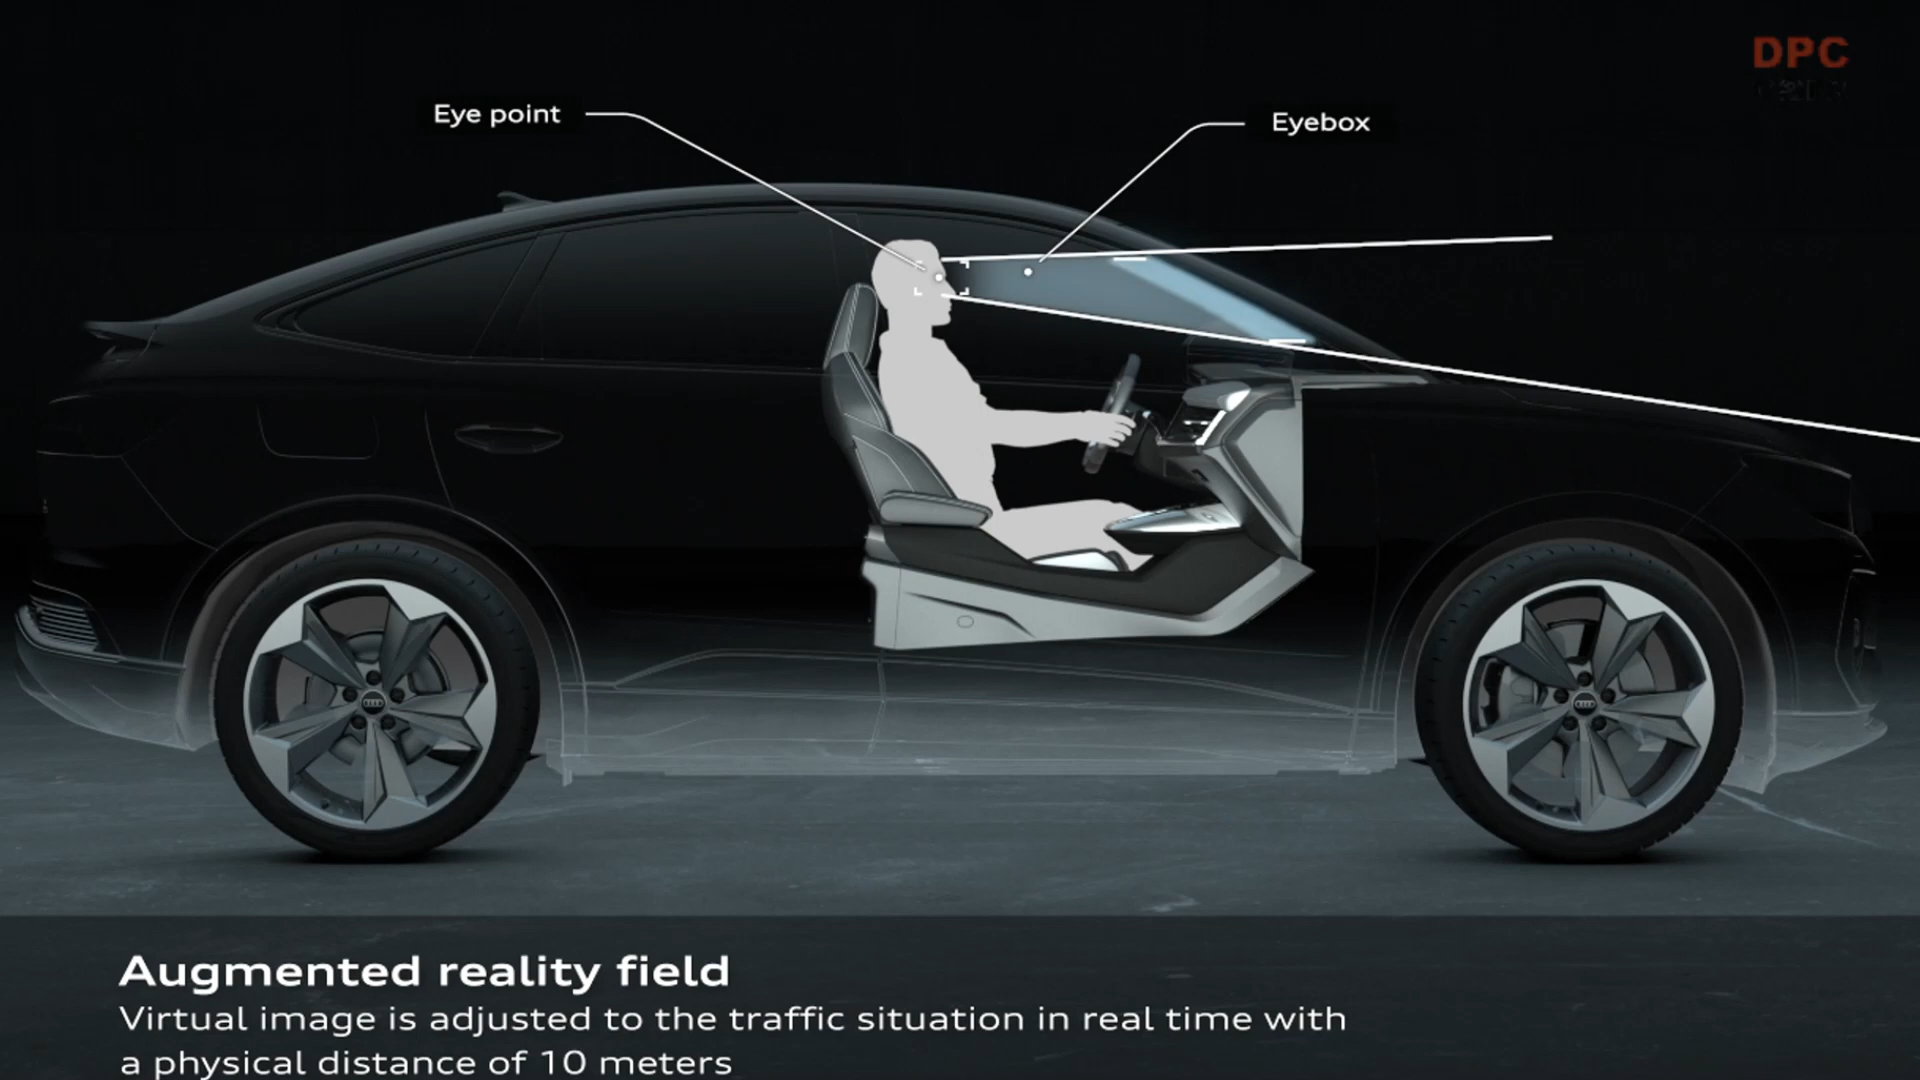 DPC
Eye point
Eyebox
Augmented reality field
Virtual image is adjusted to the traffic situation in real time with
a physical distance of 10 meters